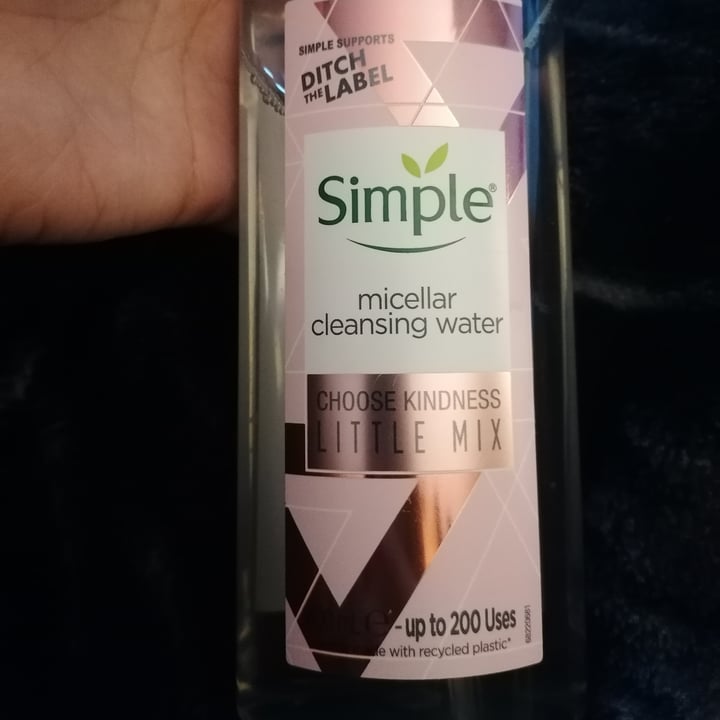 SIMPLE SUPPORTS
DITCH
THE LABEL
Simple®
micellar
cleansing water
CHOOSE KINDNESS
LITTLE MIX
℮ - up to 200 Uses
with recycled plastic*
68220661